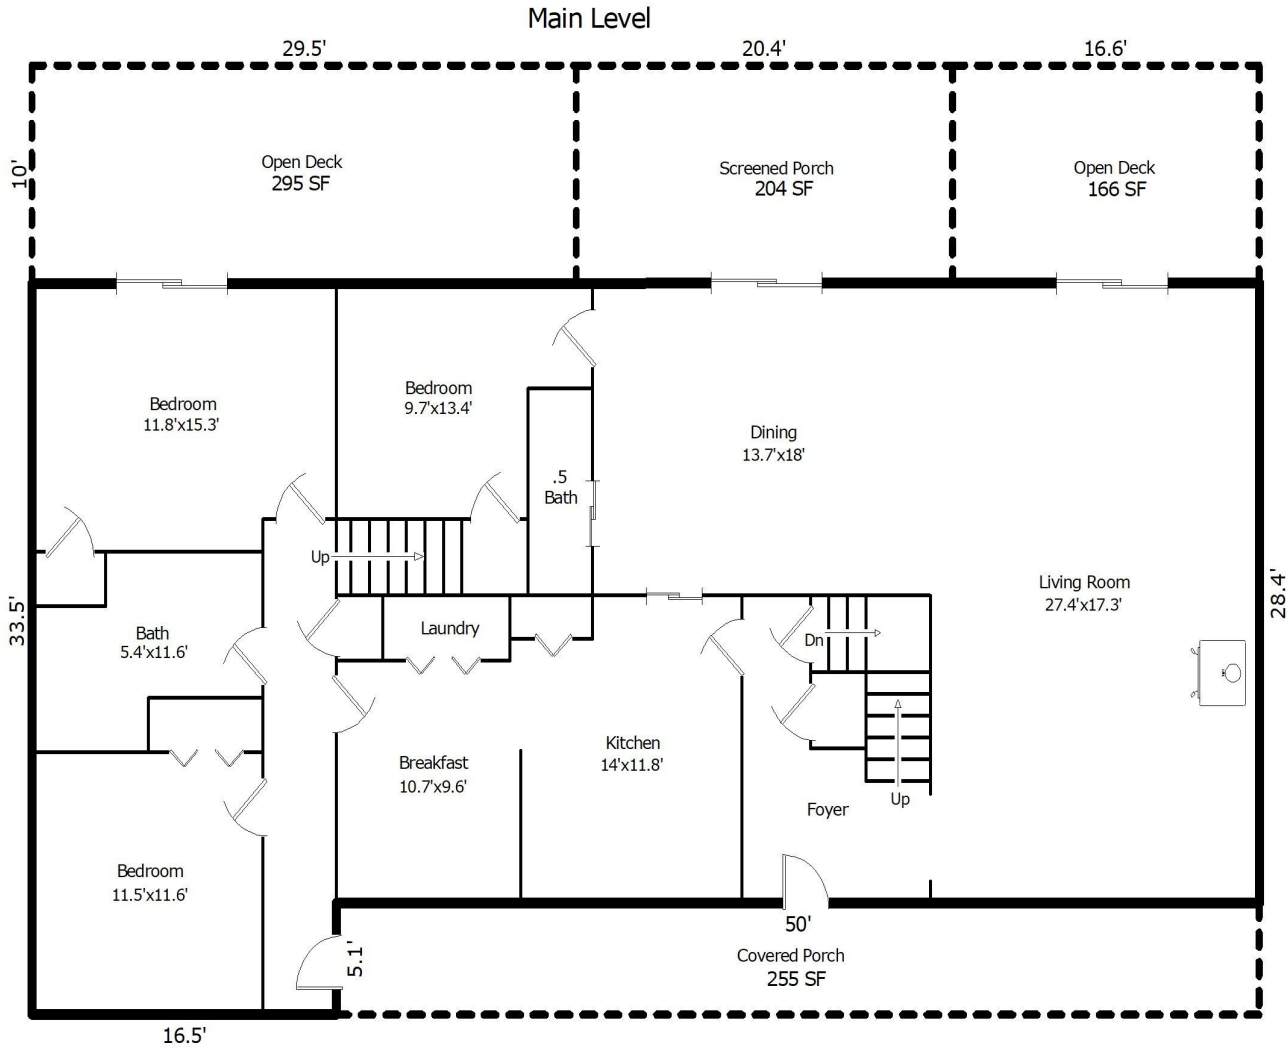 Main Level
29.5'
20.4'
16.6'
10'
Open Deck
295 SF
Screened Porch
204 SF
Open Deck
166 SF
Bedroom
11.8'x15.3'
Bedroom
9.7'x13.4'
Dining
13.7'x18'
.5
Bath
Up
Living Room
27.4'x17.3'
28.4'
33.5'
Bath
5.4'x11.6'
Laundry
Dn
Breakfast
10.7'x9.6'
Kitchen
14'x11.8'
Foyer
Up
Bedroom
11.5'x11.6'
50'
5.1'
Covered Porch
255 SF
16.5'